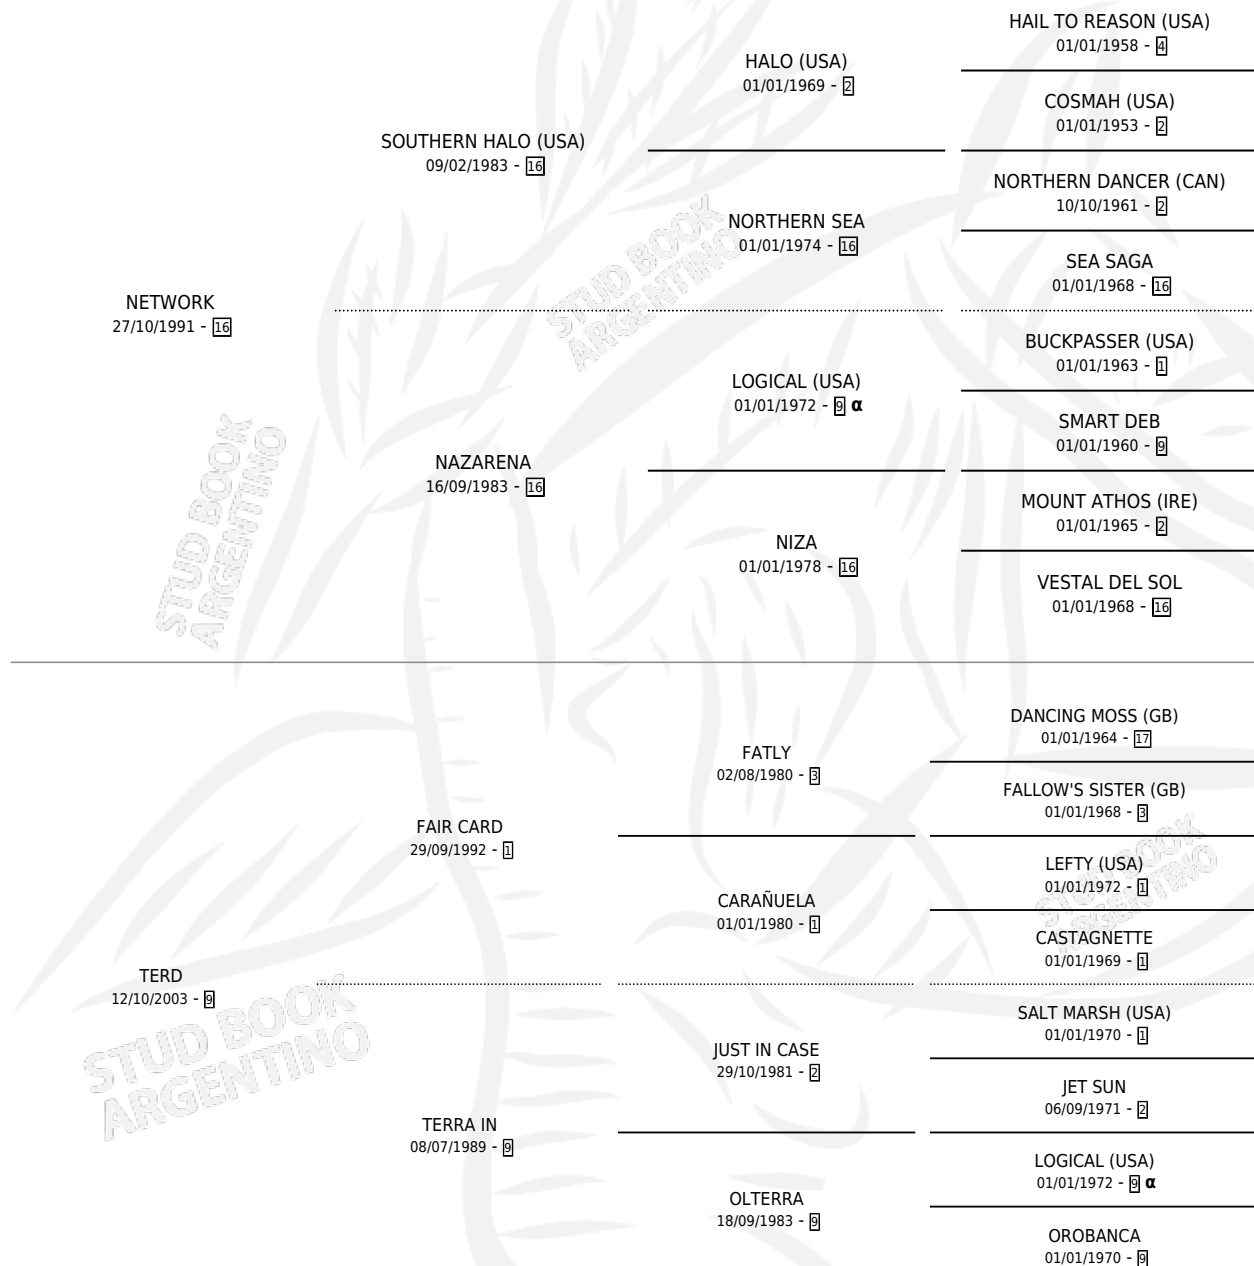 HAIL TO REASON (USA)
01/01/1958 - 4
HALO (USA)
01/01/1969 - 2
COSMAH (USA)
01/01/1953 - 2
SOUTHERN HALO (USA)
09/02/1983 - 16
NORTHERN DANCER (CAN)
10/10/1961 - 2
NORTHERN SEA
01/01/1974 - 16
SEA SAGA
01/01/1968 - 16
NETWORK
27/10/1991 - 16
BUCKPASSER (USA)
01/01/1963 - 1
LOGICAL (USA)
01/01/1972 - 9 α
SMART DEB
01/01/1960 - 9
NAZARENA
16/09/1983 - 16
MOUNT ATHOS (IRE)
01/01/1965 - 2
NIZA
01/01/1978 - 16
VESTAL DEL SOL
01/01/1968 - 16
DANCING MOSS (GB)
01/01/1964 - 17
FATLY
02/08/1980 - 3
FALLOW'S SISTER (GB)
01/01/1968 - 3
FAIR CARD
29/09/1992 - 1
LEFTY (USA)
01/01/1972 - 1
CARAÑUELA
01/01/1980 - 1
CASTAGNETTE
01/01/1969 - 1
TERD
12/10/2003 - 9
SALT MARSH (USA)
01/01/1970 - 1
JUST IN CASE
29/10/1981 - 2
JET SUN
06/09/1971 - 2
TERRA IN
08/07/1989 - 9
LOGICAL (USA)
01/01/1972 - 9 α
OLTERRA
18/09/1983 - 9
OROBANCA
01/01/1970 - 9
STUD BOOK
ARGENTINO
STUD BOOK
ARGENTINO
STUD BOOK
ARGENTINO
STUD BOOK
ARGENTINO